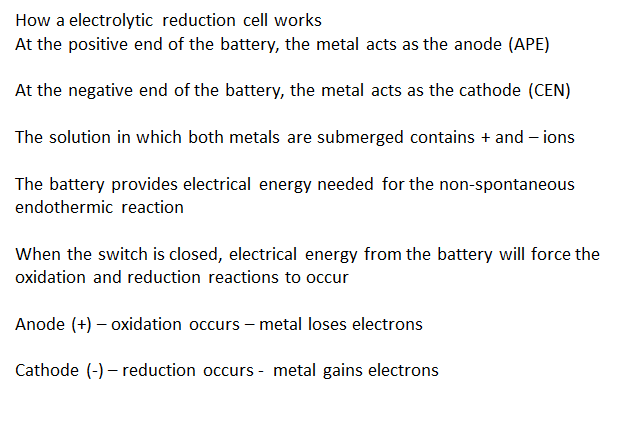 How a electrolytic reduction cell works
At the positive end of the battery, the metal acts as the anode (APE)
At the negative end of the battery, the metal acts as the cathode (CEN)
The solution in which both metals are submerged contains + and – ions
The battery provides electrical energy needed for the non-spontaneous
endothermic reaction
When the switch is closed, electrical energy from the battery will force the
oxidation and reduction reactions to occur
Anode (+) – oxidation occurs – metal loses electrons
Cathode (-) – reduction occurs - metal gains electrons